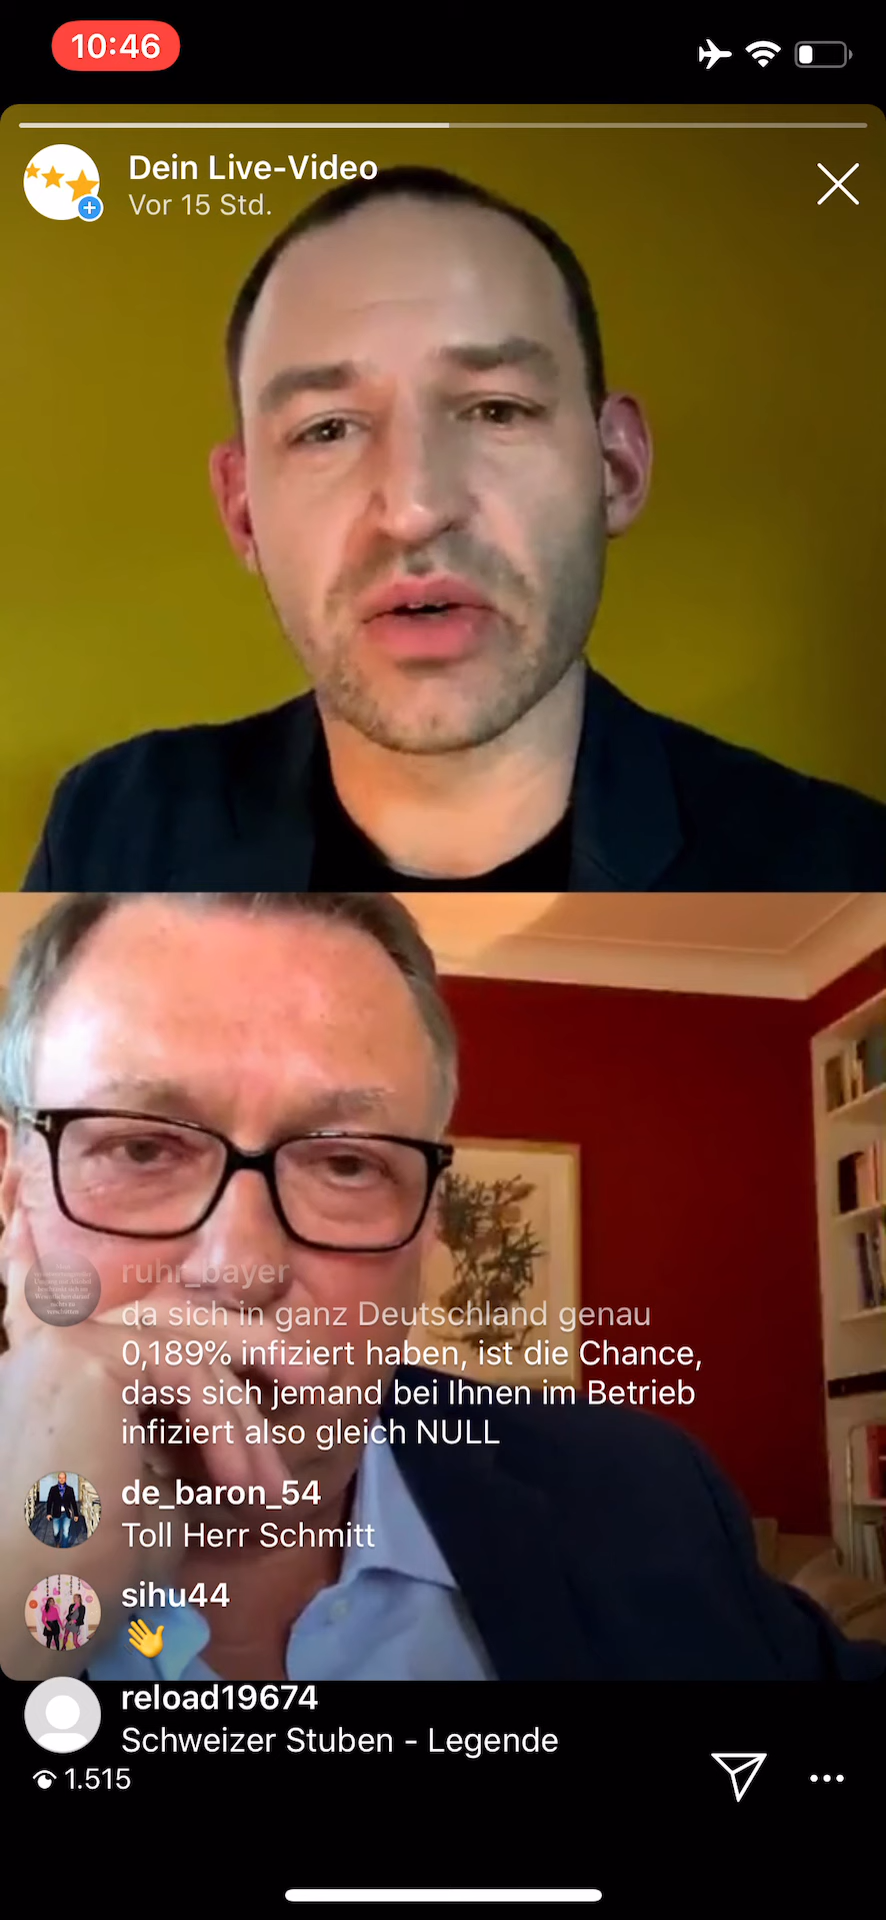 10:46
Dein Live-Video
Vor 15 Std.
ruhr_bayer
da sich in ganz Deutschland genau
0,189% infiziert haben, ist die Chance,
dass sich jemand bei Ihnen im Betrieb
infiziert also gleich NULL
de_baron_54
Toll Herr Schmitt
sihu44
👋
reload19674
Schweizer Stuben - Legende
1.515